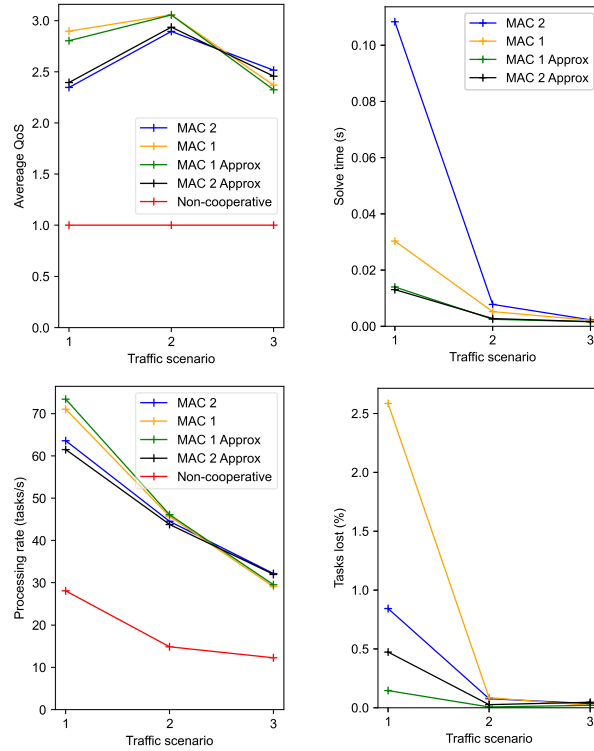 3.0
2.5
2.0
1.5
1.0
0.5
0.0
Avereage QoS
MAC 2
MAC 1
MAC 1 Approx
MAC 2 Approx
Non-cooperative
1
2
3
Traffic scenario
0.10
0.08
0.06
0.04
0.02
0.00
Solve time (s)
MAC 2
MAC 1
MAC 1 Approx
MAC 2 Approx
1
2
3
Traffic scenario
70
60
50
40
30
20
10
0
Processing rate (tasks/s)
MAC 2
MAC 1
MAC 1 Approx
MAC 2 Approx
Non-cooperative
1
2
3
Traffic scenario
2.5
2.0
1.5
1.0
0.5
0.0
Tasks lost (%)
1
2
3
Traffic scenario